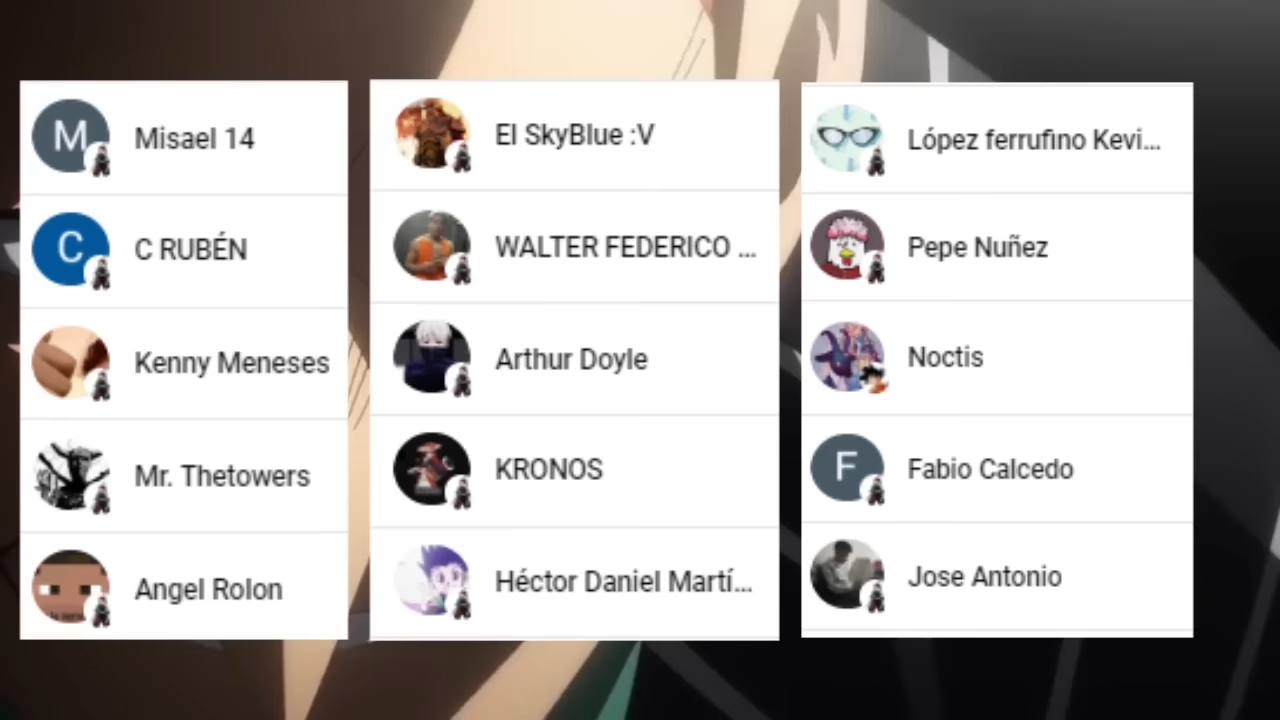 M
Misael 14
C
C RUBÉN
Kenny Meneses
Mr. Thetowers
Angel Rolon
El SkyBlue :V
WALTER FEDERICO ...
Arthur Doyle
KRONOS
Héctor Daniel Martí...
López ferrufino Kevi...
Pepe Nuñez
Noctis
F
Fabio Calcedo
Jose Antonio